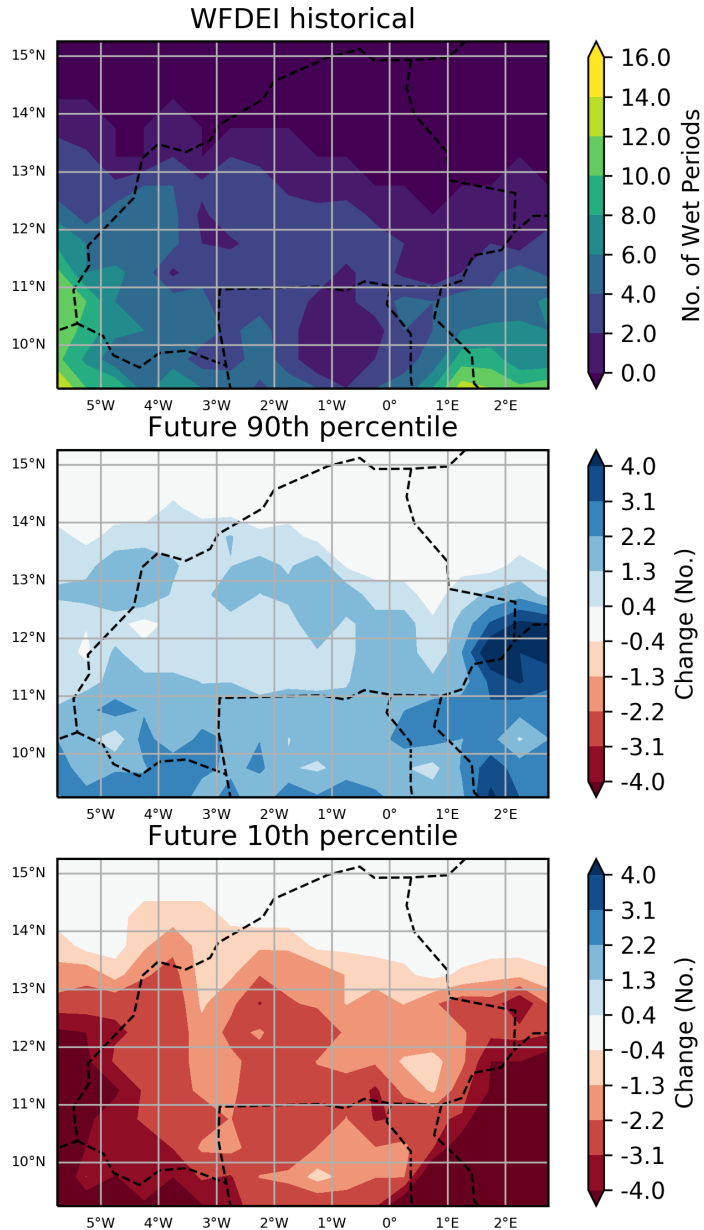 WFDEI historical
15°N
14°N
13°N
12°N
11°N
10°N
5°W 4°W 3°W 2°W 1°W 0° 1°E 2°E
16.0
14.0
12.0
10.0
8.0
6.0
4.0
2.0
0.0
No. of Wet Periods
Future 90th percentile
15°N
14°N
13°N
12°N
11°N
10°N
5°W 4°W 3°W 2°W 1°W 0° 1°E 2°E
4.0
3.1
2.2
1.3
0.4
-0.4
-1.3
-2.2
-3.1
-4.0
Change (No.)
Future 10th percentile
15°N
14°N
13°N
12°N
11°N
10°N
5°W 4°W 3°W 2°W 1°W 0° 1°E 2°E
4.0
3.1
2.2
1.3
0.4
-0.4
-1.3
-2.2
-3.1
-4.0
Change (No.)